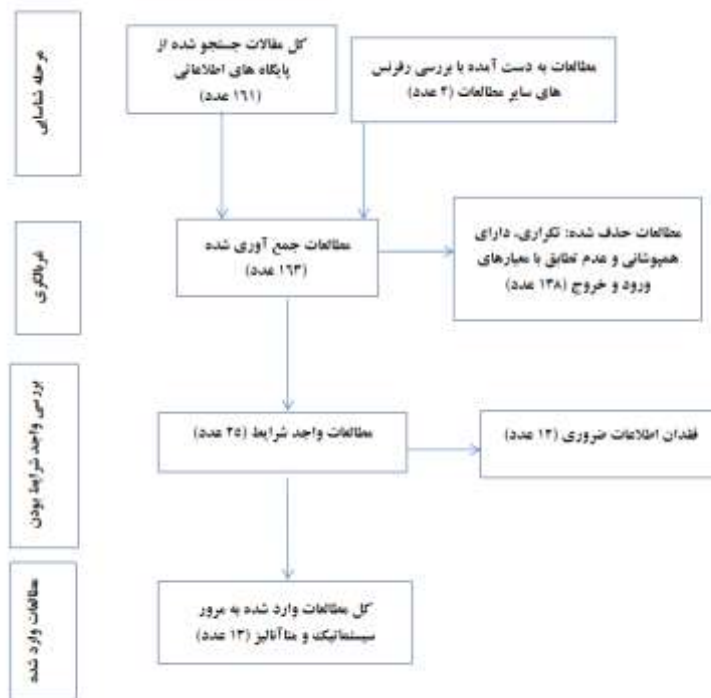 مرحله شناسایی
کل مقالات جستجو شده از
پایگاه های اطلاعاتی
(۱۶۱ عدد)
مطالعات به دست آمده با بررسی رفرنس
های سایر مطالعات (۲ عدد)
غربالگری
مطالعات جمع آوری شده
(۱۶۳ عدد)
مطالعات حذف شده: تکراری، دارای
همپوشانی و عدم تطابق با معیارهای
ورود و خروج (۱۳۸ عدد)
بررسی واجد شرایط بودن
مطالعات واجد شرایط (۲۵ عدد)
فقدان اطلاعات ضروری (۱۲ عدد)
مطالعات وارد شده
کل مطالعات وارد شده به مرور
سیستماتیک و متاآنالیز (۱۳ عدد)